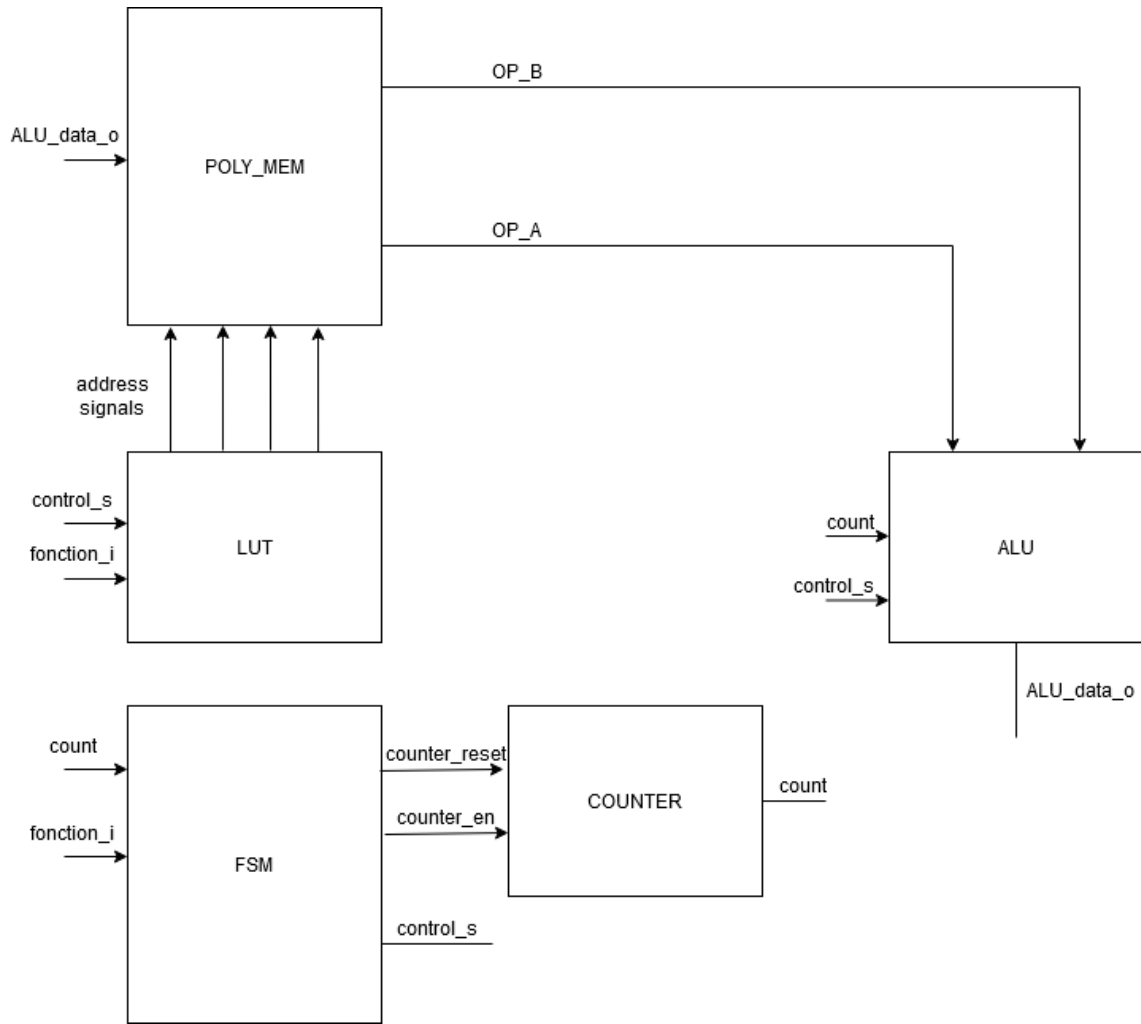 OP_B
ALU_data_o
POLY_MEM
OP_A
address
signals
control_s
fonction_i
LUT
count
control_s
ALU
ALU_data_o
count
fonction_i
FSM
counter_reset
counter_en
control_s
COUNTER
count